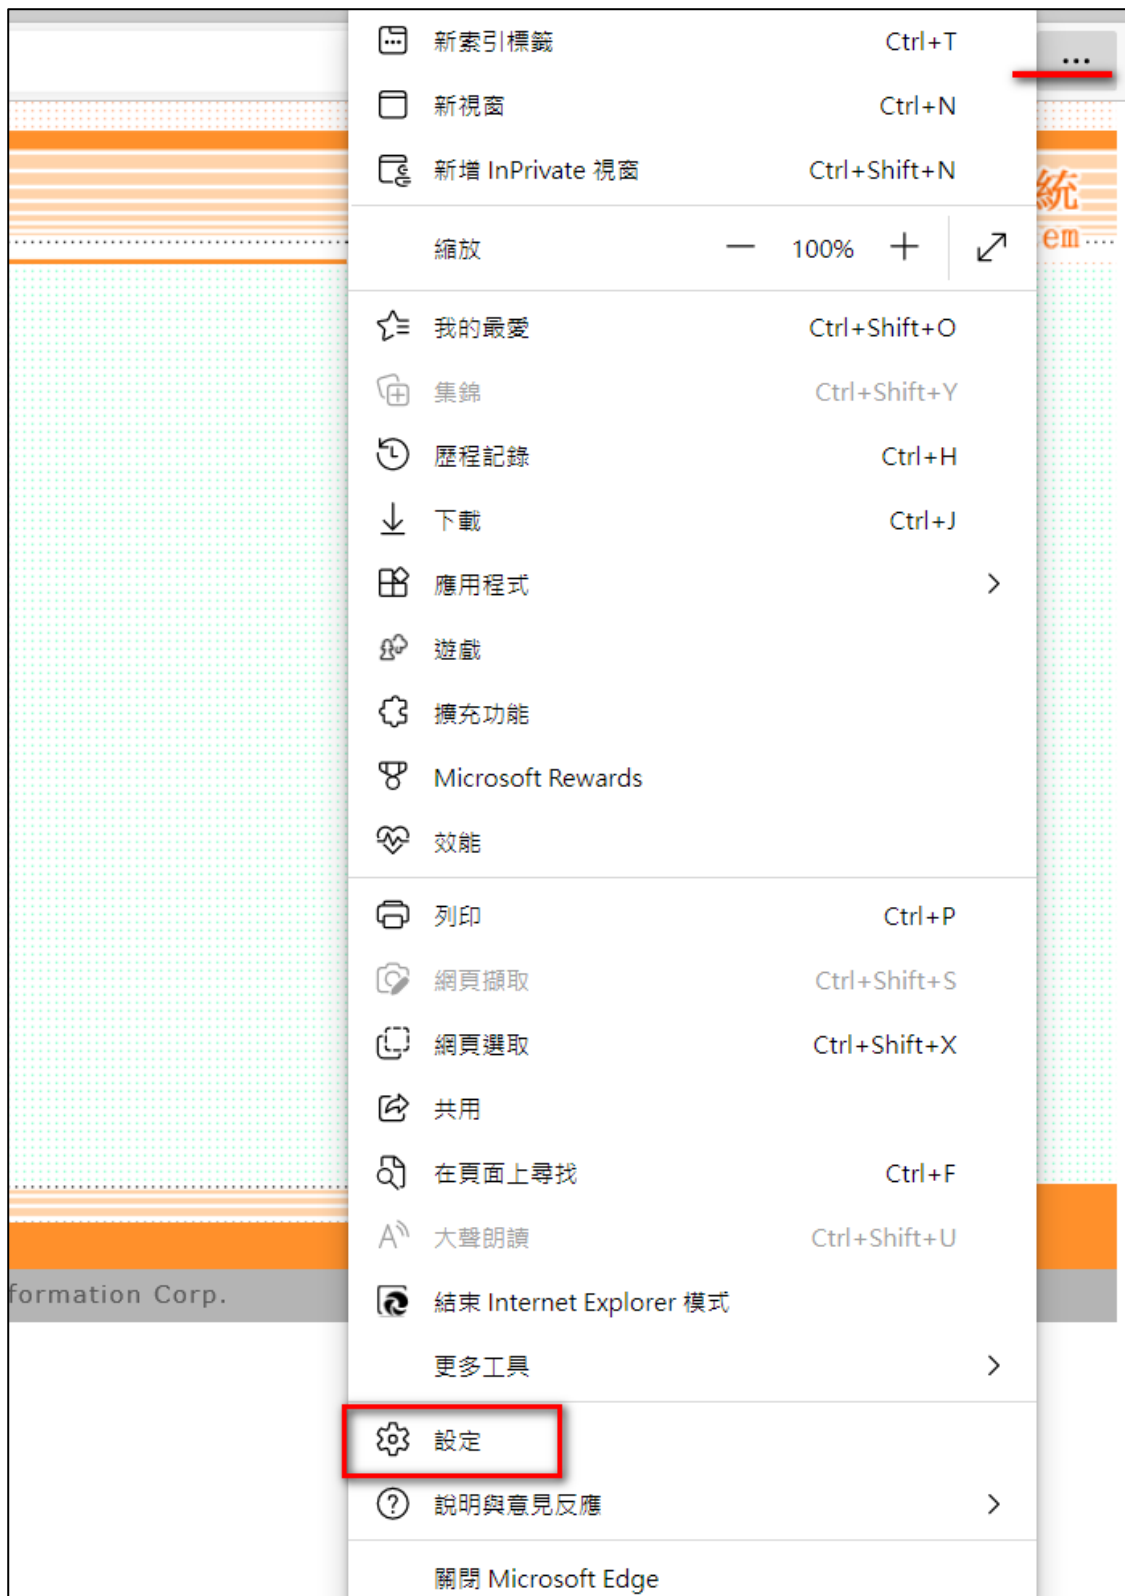 新索引標籤 Ctrl+T
...
新視窗 Ctrl+N
新增 InPrivate 視窗 Ctrl+Shift+N
統
縮放 — 100% +
em
我的最愛 Ctrl+Shift+O
集錦 Ctrl+Shift+Y
歷程記錄 Ctrl+H
下載 Ctrl+J
應用程式
遊戲
擴充功能
Microsoft Rewards
效能
列印 Ctrl+P
網頁擷取 Ctrl+Shift+S
網頁選取 Ctrl+Shift+X
共用
在頁面上尋找 Ctrl+F
大聲朗讀 Ctrl+Shift+U
formation Corp.
結束 Internet Explorer 模式
更多工具
設定
說明與意見反應
關閉 Microsoft Edge